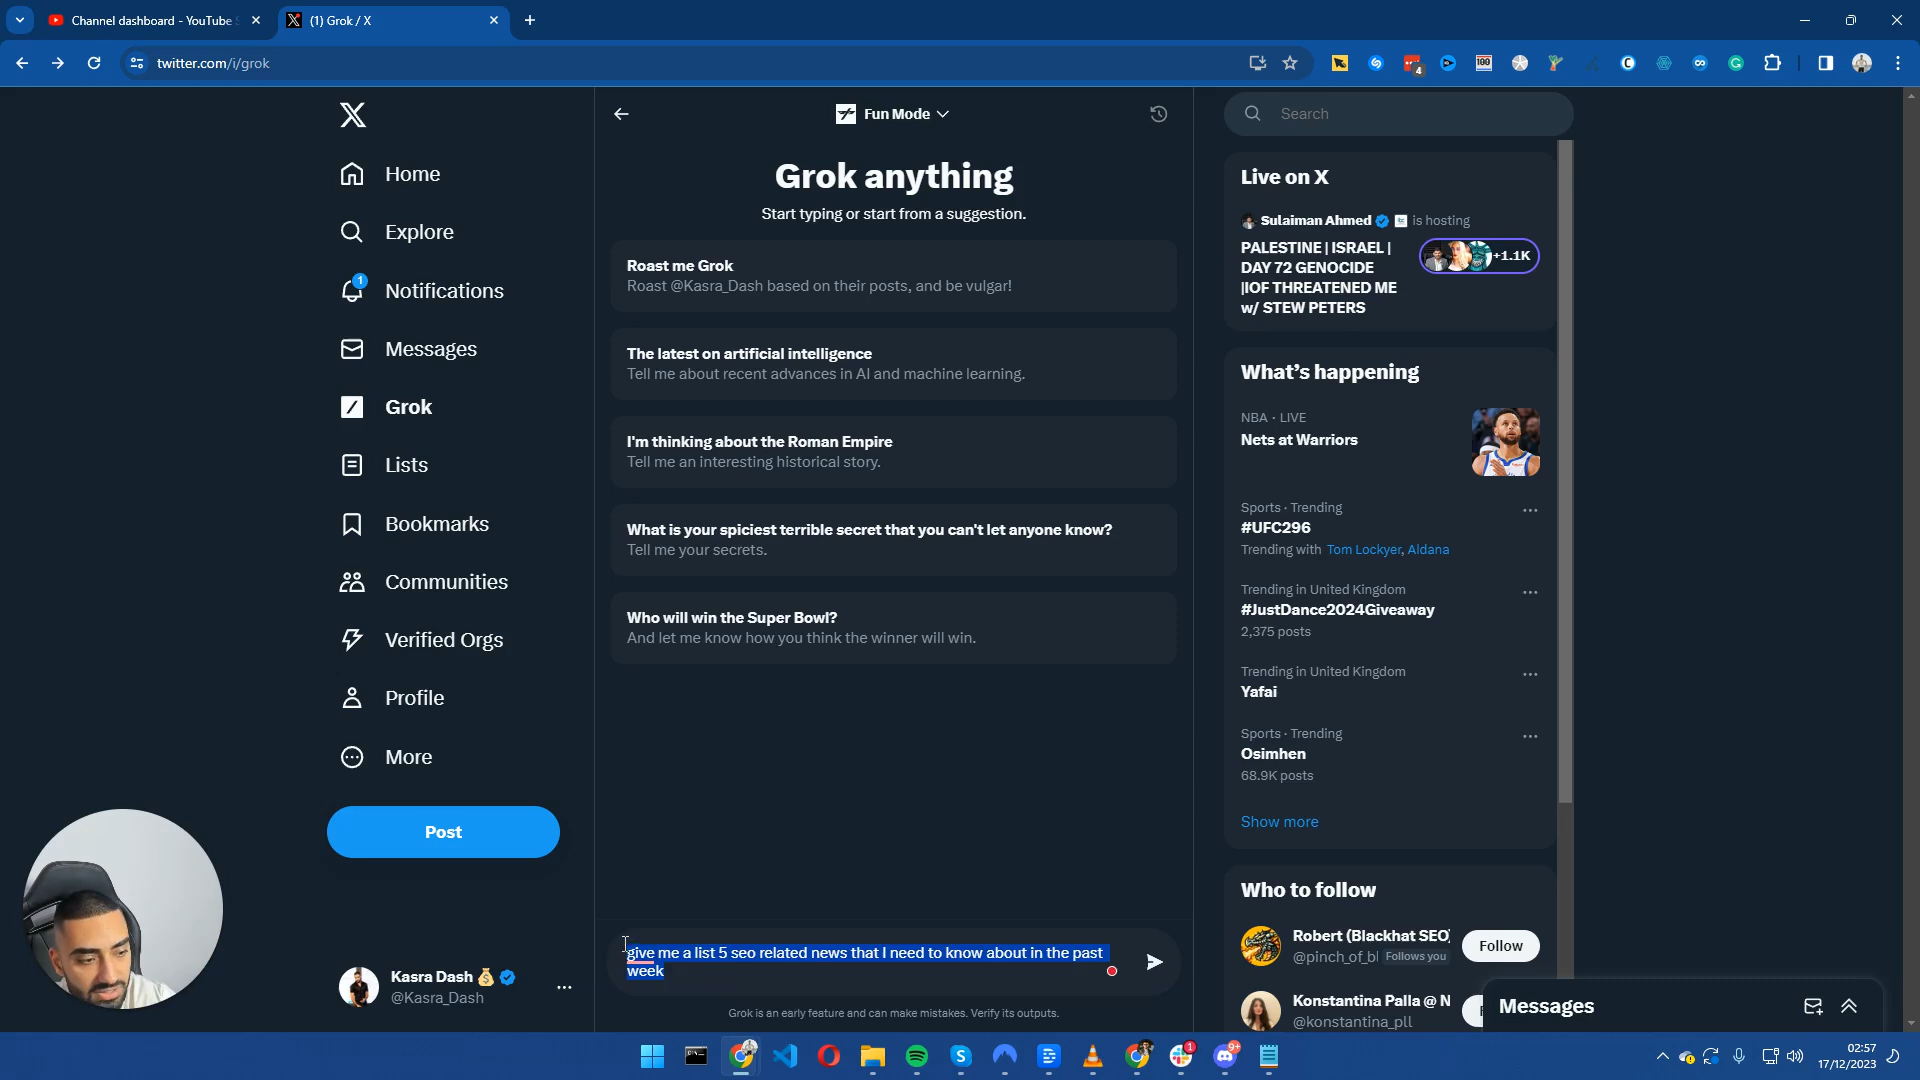 Channel dashboard - YouTube S
(1) Grok / X
twitter.com/i/grok
4
100
Home
Explore
1
Notifications
Messages
Grok
Lists
Bookmarks
Communities
Verified Orgs
Profile
More
Post
Kasra Dash
@Kasra_Dash
Fun Mode
Grok anything
Start typing or start from a suggestion.
Roast me Grok
Roast @Kasra_Dash based on their posts, and be vulgar!
The latest on artificial intelligence
Tell me about recent advances in AI and machine learning.
I'm thinking about the Roman Empire
Tell me an interesting historical story.
What is your spiciest terrible secret that you can't let anyone know?
Tell me your secrets.
Who will win the Super Bowl?
And let me know how you think the winner will win.
give me a list 5 seo related news that I need to know about in the past
week
Grok is an early feature and can make mistakes. Verify its outputs.
Search
Live on X
Sulaiman Ahmed is hosting
PALESTINE | ISRAEL |
DAY 72 GENOCIDE
|IOF THREATENED ME
w/ STEW PETERS
+1.1K
What's happening
NBA · LIVE
Nets at Warriors
Sports · Trending
#UFC296
Trending with Tom Lockyer, Aldana
Trending in United Kingdom
#JustDance2024Giveaway
2,375 posts
Trending in United Kingdom
Yafai
Sports · Trending
Osimhen
68.9K posts
Show more
Who to follow
Robert (Blackhat SEO)
@pinch_of_bl Follows you
Follow
Konstantina Palla @ N
@konstantina_pll
Messages
1
9+
02:57
17/12/2023